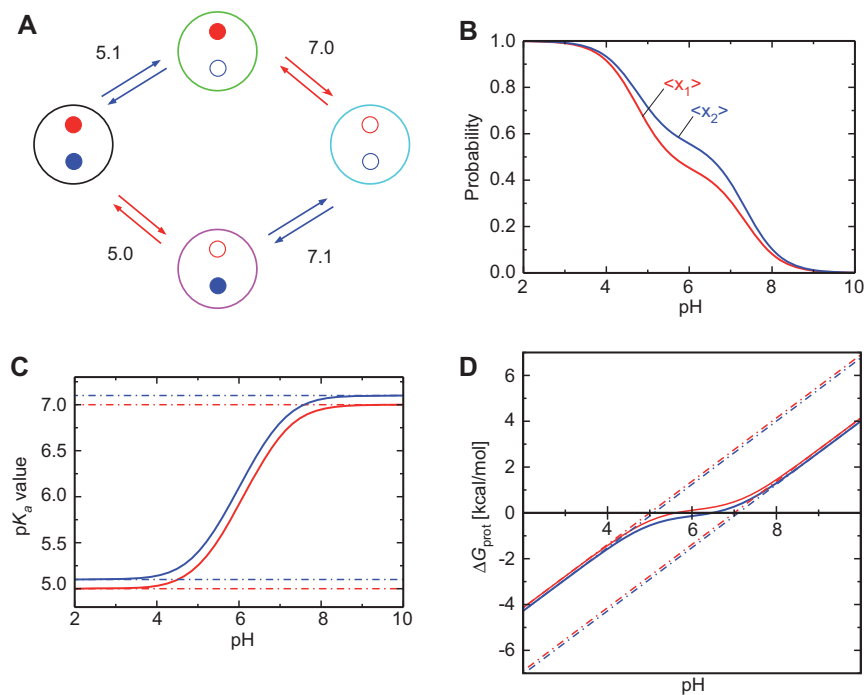 A
5.1
7.0
5.0
7.1
B
Probability
1.0
0.8
0.6
0.4
0.2
0.0
<x1>
<x2>
2 4 6 8 10
pH
C
pKa value
7.0
6.5
6.0
5.5
5.0
2 4 6 8 10
pH
D
ΔGprot [kcal/mol]
6
4
2
0
-2
-4
-6
4 6 8
pH